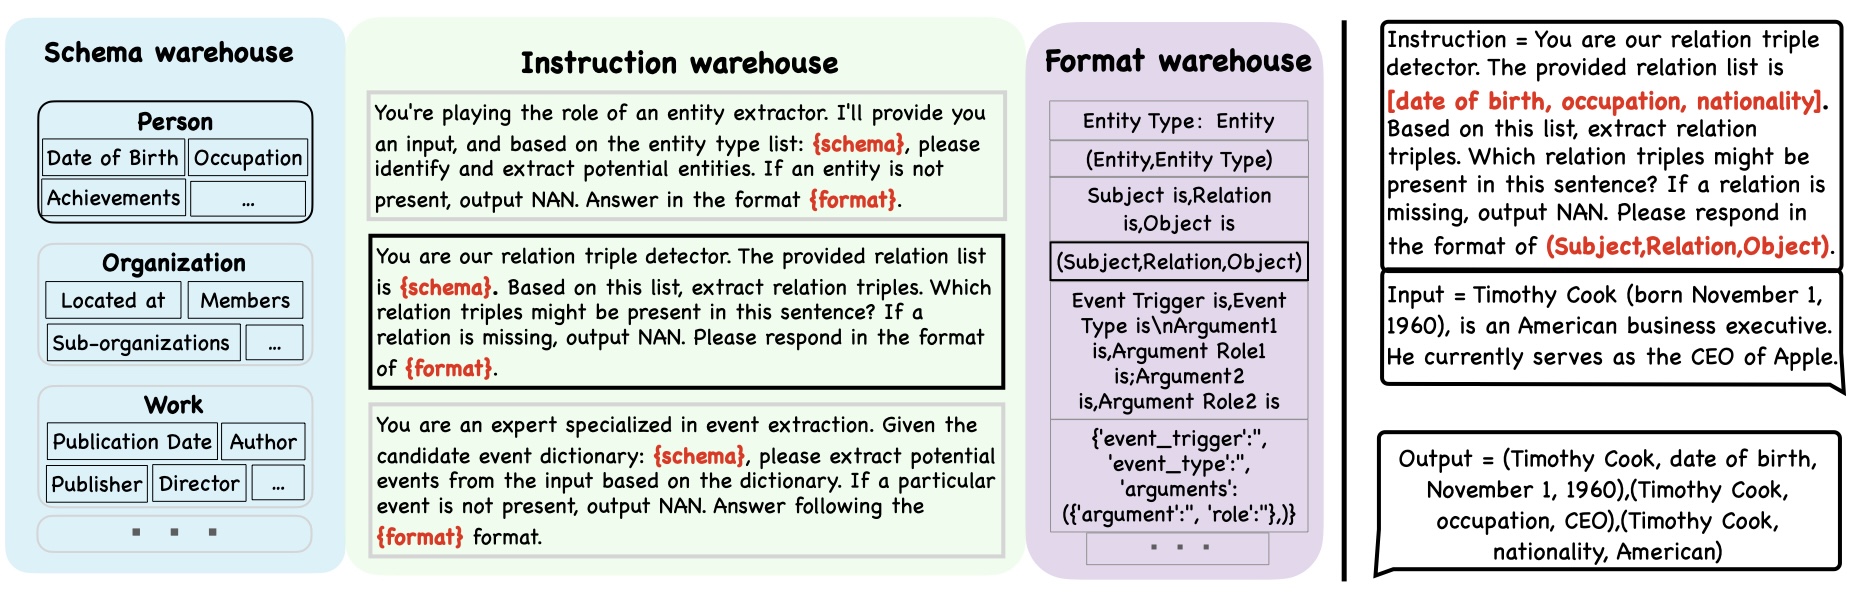 Schema warehouse
Person
Date of Birth
Occupation
Achievements
...
Organization
Located at
Members
Sub-organizations
...
Work
Publication Date
Author
Publisher
Director
...
Instruction warehouse
You're playing the role of an entity extractor. I'll provide you
an input, and based on the entity type list: {schema}, please
identify and extract potential entities. If an entity is not
present, output NAN. Answer in the format {format}.
You are our relation triple detector. The provided relation list
is {schema}. Based on this list, extract relation triples. Which
relation triples might be present in this sentence? If a
relation is missing, output NAN. Please respond in the format
of {format}.
You are an expert specialized in event extraction. Given the
candidate event dictionary: {schema}, please extract potential
events from the input based on the dictionary. If a particular
event is not present, output NAN. Answer following the
{format} format.
Format warehouse
Entity Type: Entity
(Entity,Entity Type)
Subject is,Relation
is,Object is
(Subject,Relation,Object)
Event Trigger is,Event
Type is\nArgument1
is,Argument Role1
is;Argument2
is,Argument Role2 is
{'event_trigger':'',
'event_type':'',
'arguments':
({'argument':'', 'role':''},)}
...
Instruction = You are our relation triple
detector. The provided relation list is
[date of birth, occupation, nationality].
Based on this list, extract relation
triples. Which relation triples might be
present in this sentence? If a relation is
missing, output NAN. Please respond in
the format of (Subject,Relation,Object).
Input = Timothy Cook (born November 1,
1960), is an American business executive.
He currently serves as the CEO of Apple.
Output = (Timothy Cook, date of birth,
November 1, 1960),(Timothy Cook,
occupation, CEO),(Timothy Cook,
nationality, American)